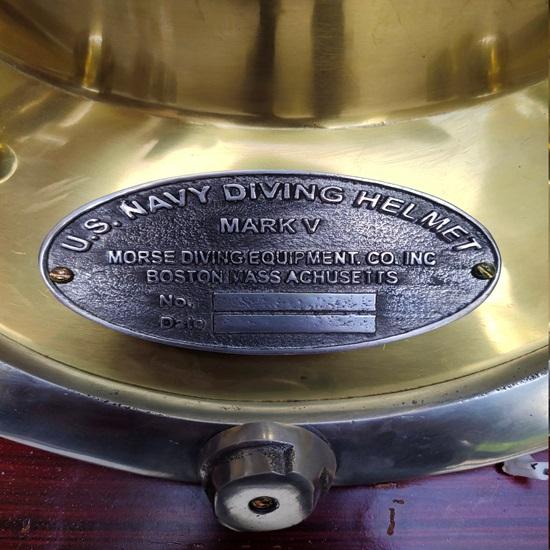 U.S. NAVY DIVING HELMET
MARK V
MORSE DIVING EQUIPMENT. CO. INC
BOSTON MASS ACHUSETTS
No.
Date